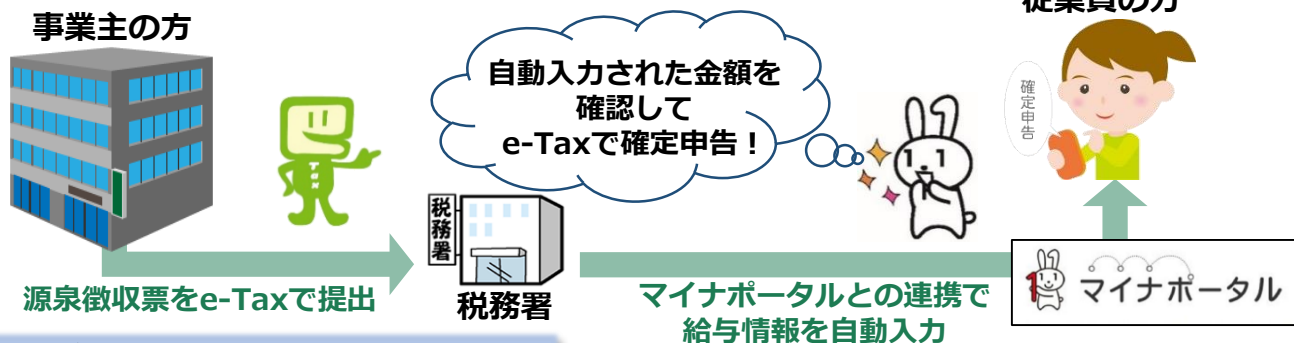 事業主の方
従業員の方
自動入力された金額を
確認して
e-Taxで確定申告！
確定申告
税務署
税務署
源泉徴収票をe-Taxで提出
マイナポータルとの連携で
給与情報を自動入力
マイナポータル